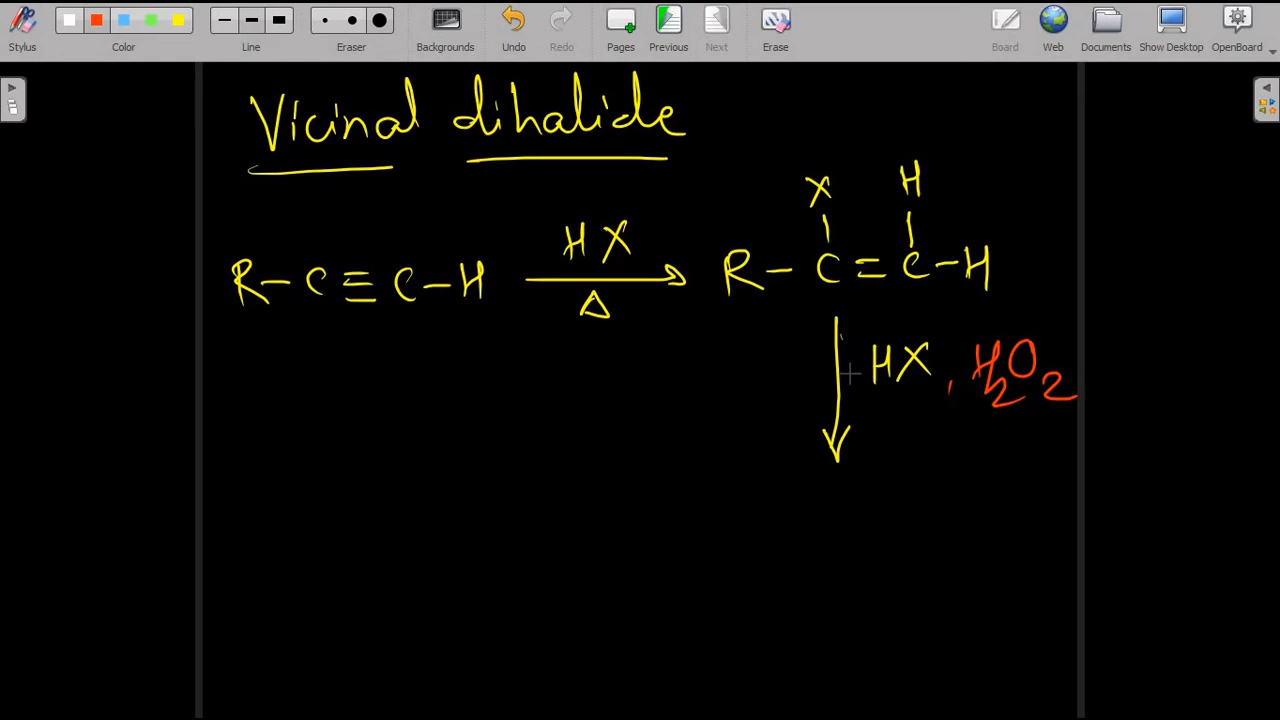 Stylus
Color
Line
Eraser
Backgrounds
Undo
Redo
Pages
Previous
Next
Erase
Board
Web
Documents
Show Desktop
OpenBoard
Vicinal dihalide
X H
R-C≡C-H HX Δ R-C=C-H
HX, H2O2